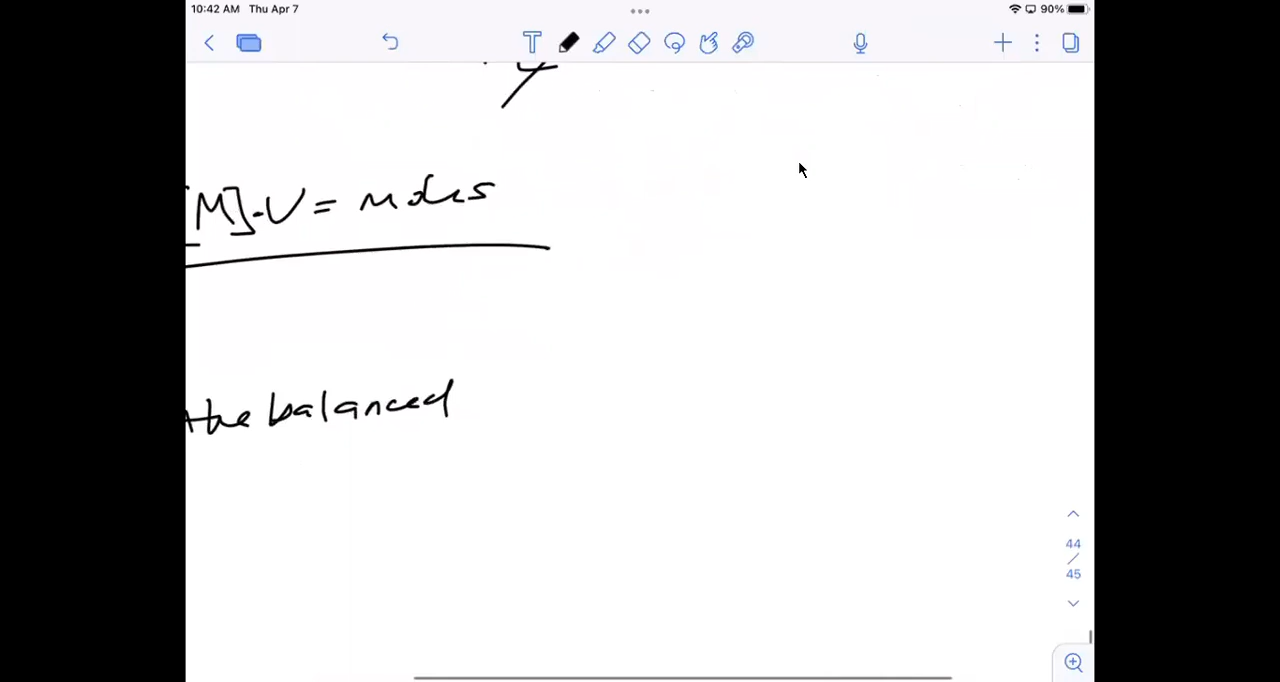 10:42 AM Thu Apr 7
90%
[M]·V = moles
the balanced
44
/
45